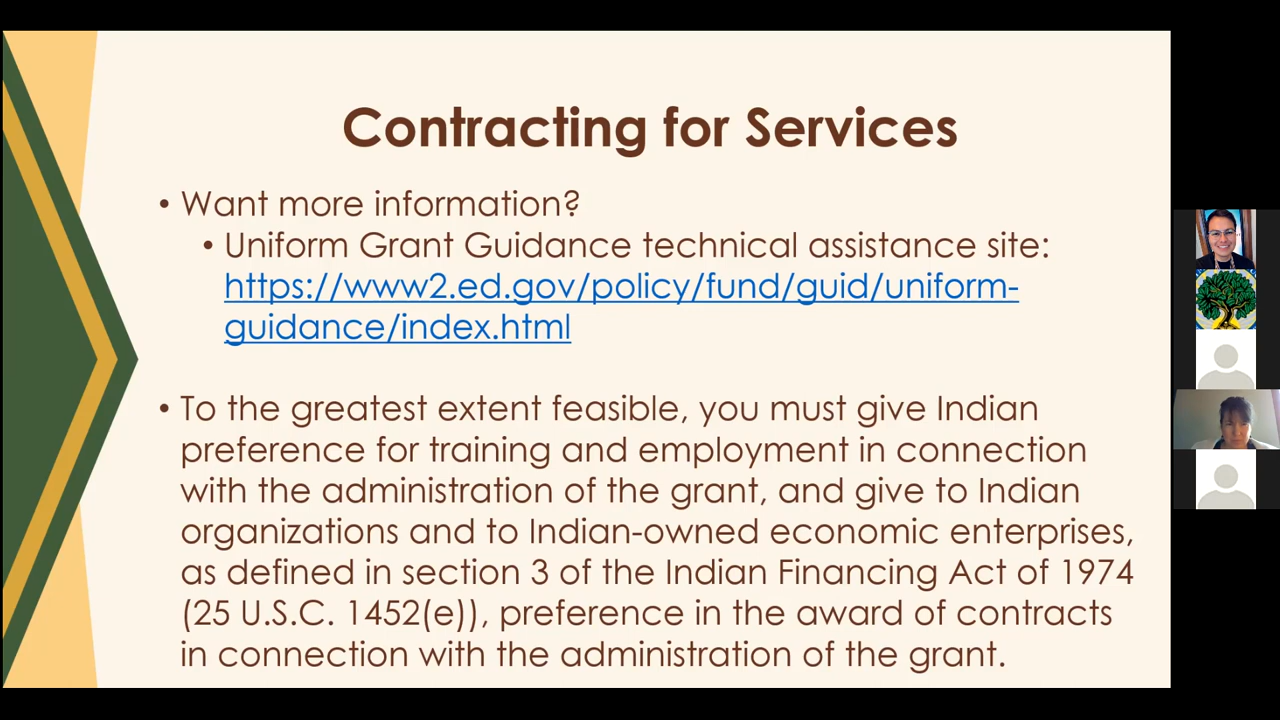 Contracting for Services
• Want more information?
• Uniform Grant Guidance technical assistance site:
https://www2.ed.gov/policy/fund/guid/uniform-
guidance/index.html
• To the greatest extent feasible, you must give Indian
preference for training and employment in connection
with the administration of the grant, and give to Indian
organizations and to Indian-owned economic enterprises,
as defined in section 3 of the Indian Financing Act of 1974
(25 U.S.C. 1452(e)), preference in the award of contracts
in connection with the administration of the grant.